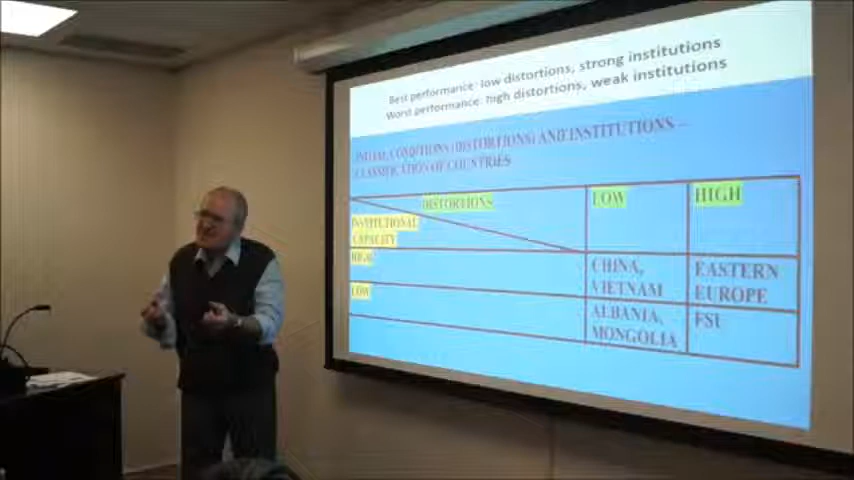 Best performance: low distortions, strong institutions
Worst performance: high distortions, weak institutions
INITIAL CONDITIONS (DISTORTIONS) AND INSTITUTIONS –
CLASSIFICATION OF COUNTRIES
DISTORTIONS
INSTITUTIONAL
CAPACITY
LOW
HIGH
HIGH
CHINA,
VIETNAM
EASTERN
EUROPE
LOW
ALBANIA,
MONGOLIA
FSU